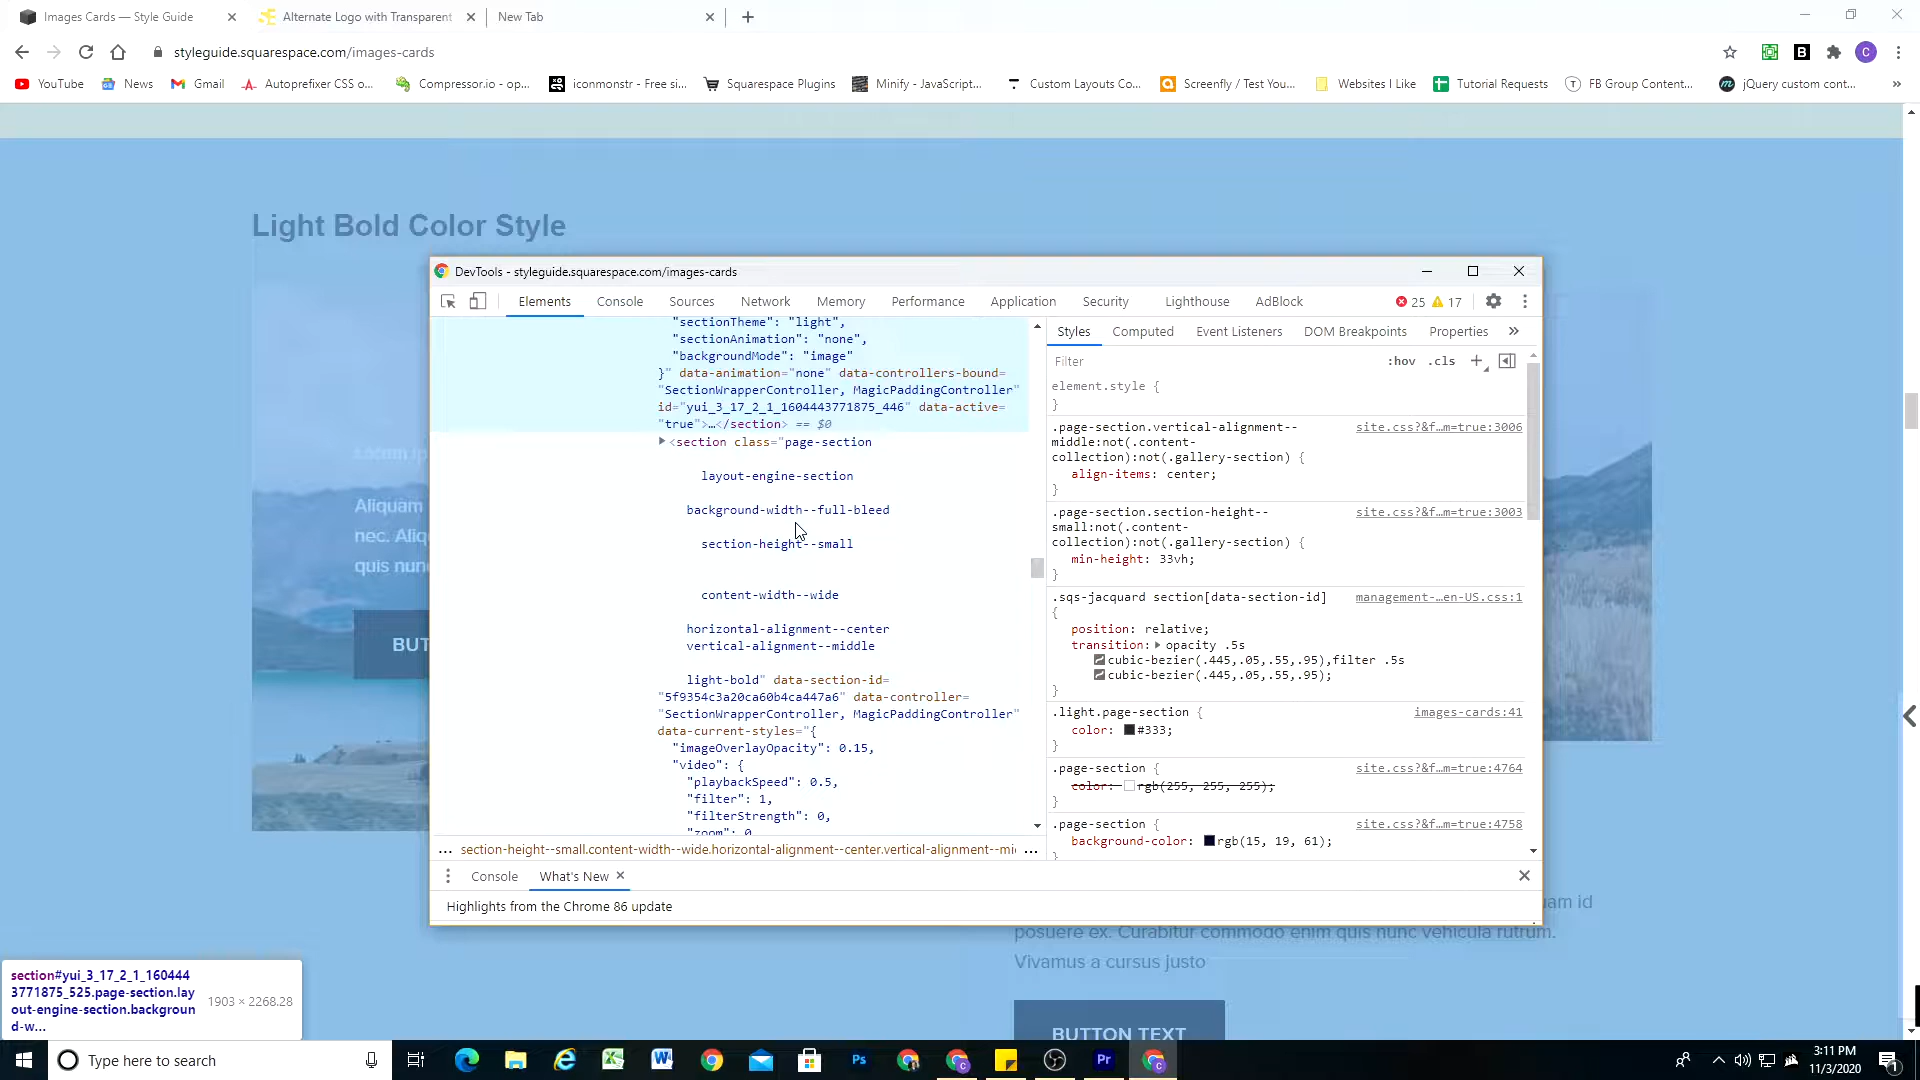 Images Cards — Style Guide
Alternate Logo with Transparent
New Tab
styleguide.squarespace.com/images-cards
C
YouTube
News
Gmail
Autoprefixer CSS o...
Compressor.io - op...
iconmonstr - Free si...
Squarespace Plugins
Minify - JavaScript...
Custom Layouts Co...
Screenfly / Test You...
Websites I Like
Tutorial Requests
FB Group Content...
jQuery custom cont...
»
Light Bold Color Style
Aliquam
nec. Aliq
quis nun
BUT
DevTools - styleguide.squarespace.com/images-cards
Elements
Console
Sources
Network
Memory
Performance
Application
Security
Lighthouse
AdBlock
25
17
"sectionTheme": "light",
"sectionAnimation": "none",
"backgroundMode": "image"
}" data-animation="none" data-controllers-bound=
"SectionWrapperController, MagicPaddingController"
id="yui_3_17_2_1_1604443771875_446" data-active=
"true">…</section> == $0
<section class="page-section
layout-engine-section
background-width--full-bleed
section-height--small
content-width--wide
horizontal-alignment--center
vertical-alignment--middle
light-bold" data-section-id=
"5f9354c3a20ca60b4ca447a6" data-controller=
"SectionWrapperController, MagicPaddingController"
data-current-styles="{
"imageOverlayOpacity": 0.15,
"video": {
"playbackSpeed": 0.5,
"filter": 1,
"filterStrength": 0,
"zoom": 0
... section-height--small.content-width--wide.horizontal-alignment--center.vertical-alignment--mi ...
Styles
Computed
Event Listeners
DOM Breakpoints
Properties
»
Filter
:hov
.cls
+
element.style {
}
.page-section.vertical-alignment--
middle:not(.content-
collection):not(.gallery-section) {
site.css?&f…m=true:3006
align-items: center;
}
.page-section.section-height--
small:not(.content-
collection):not(.gallery-section) {
site.css?&f…m=true:3003
min-height: 33vh;
}
.sqs-jacquard section[data-section-id]
{
management-…en-US.css:1
position: relative;
transition: opacity .5s
cubic-bezier(.445,.05,.55,.95),filter .5s
cubic-bezier(.445,.05,.55,.95);
}
.light.page-section {
images-cards:41
color: #333;
}
.page-section {
site.css?&f…m=true:4764
color: rgb(255, 255, 255);
}
.page-section {
site.css?&f…m=true:4758
background-color: rgb(15, 19, 61);
}
Console
What's New
Highlights from the Chrome 86 update
uam id
posuere ex. Curabitur commodo enim quis nunc vehicula rutrum.
Vivamus a cursus justo
BUTTON TEXT
section#yui_3_17_2_1_160444
3771875_525.page-section.lay
out-engine-section.backgroun
d-w...
1903 × 2268.28
Type here to search
Ps
Pr
3:11 PM
11/3/2020
1